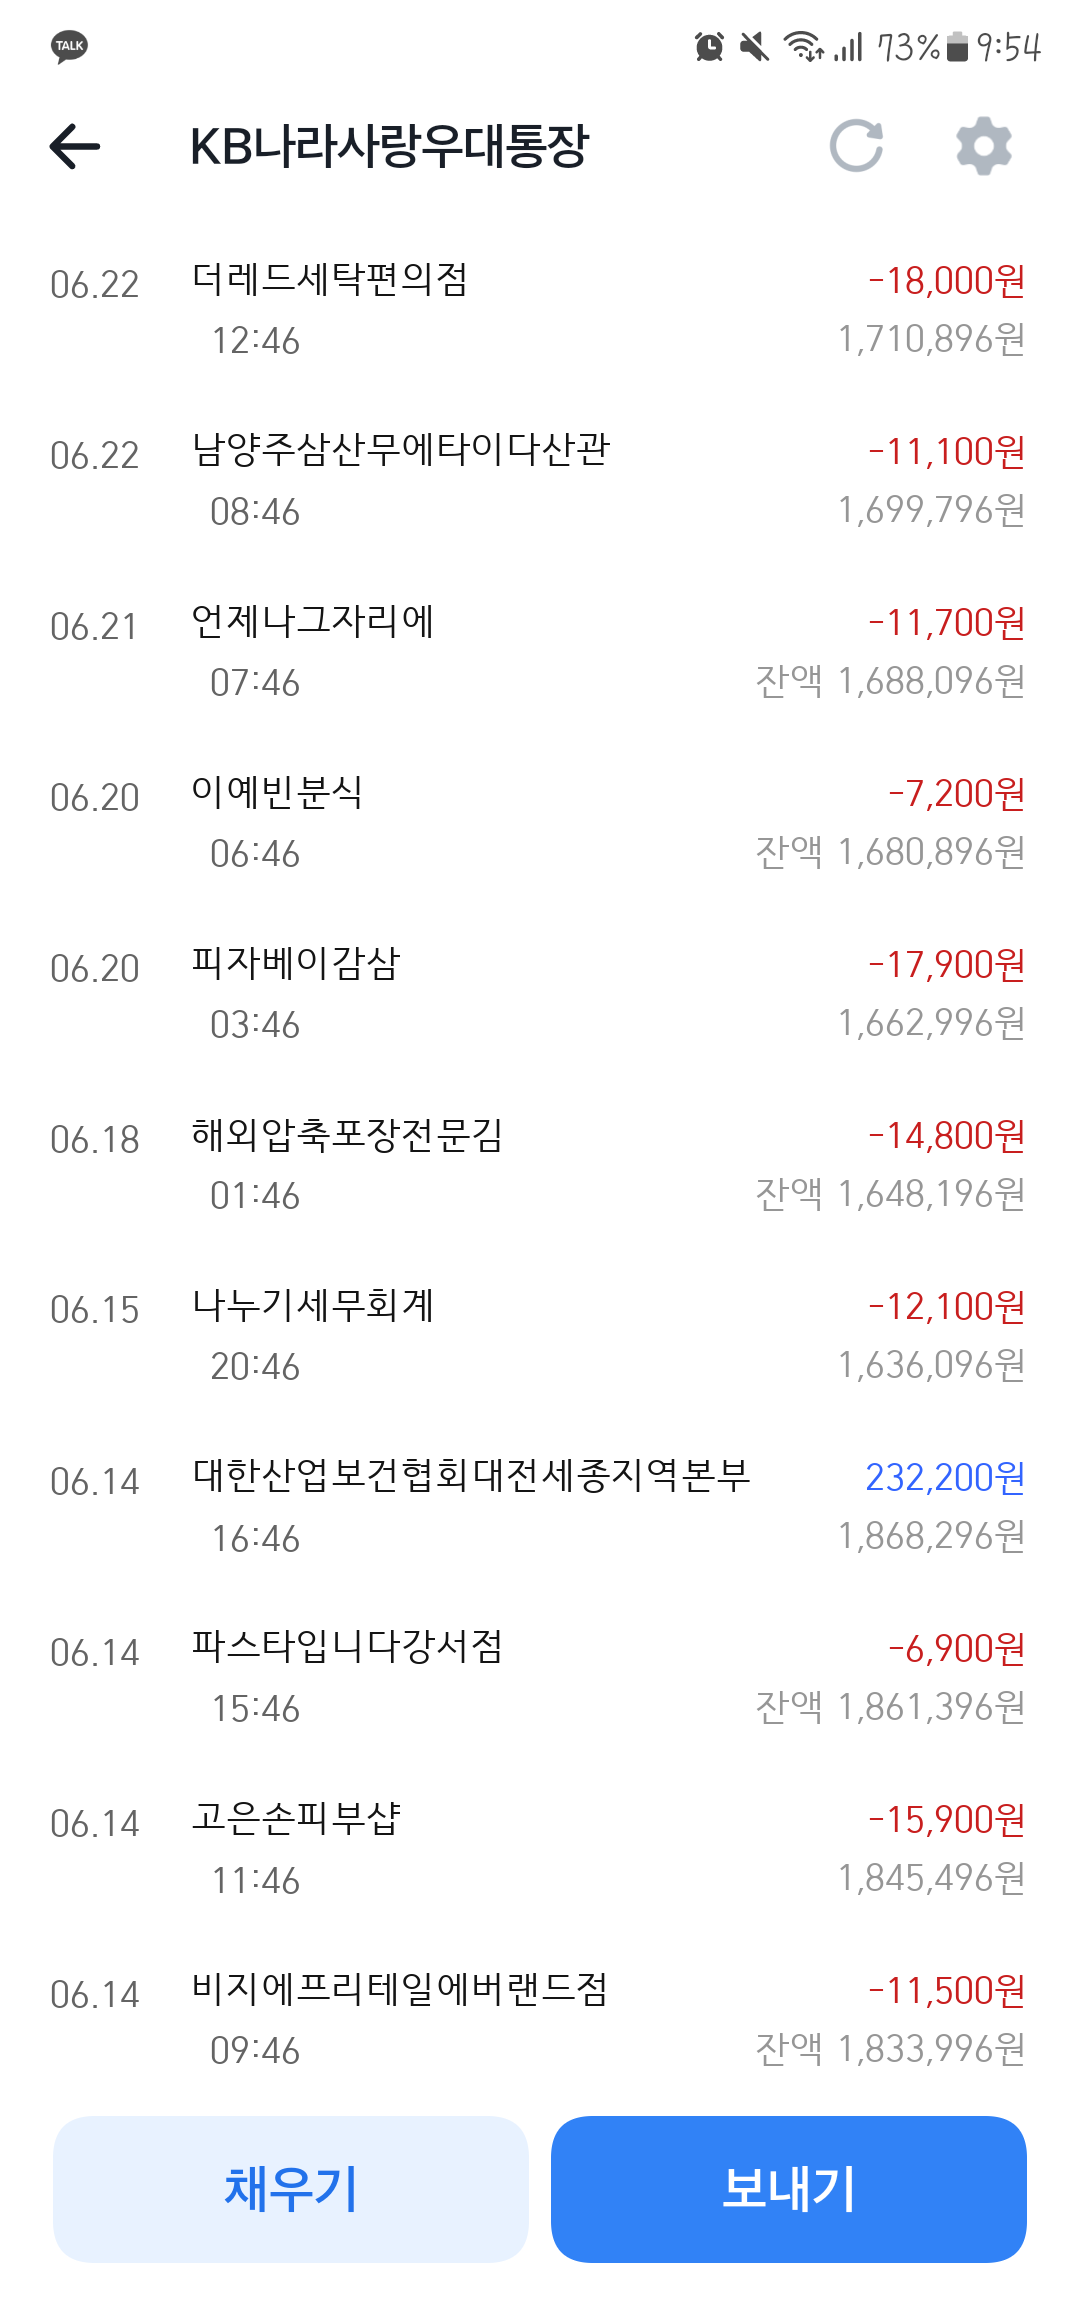 TALK 73% 9:54
KB나라사랑우대통장
06.22 더레드세탁편의점 -18,000원
12:46 1,710,896원
06.22 남양주삼산무에타이다산관 -11,100원
08:46 1,699,796원
06.21 언제나그자리에 -11,700원
07:46 잔액 1,688,096원
06.20 이예빈분식 -7,200원
06:46 잔액 1,680,896원
06.20 피자베이감삼 -17,900원
03:46 1,662,996원
06.18 해외압축포장전문김 -14,800원
01:46 잔액 1,648,196원
06.15 나누기세무회계 -12,100원
20:46 1,636,096원
06.14 대한산업보건협회대전세종지역본부 232,200원
16:46 1,868,296원
06.14 파스타입니다강서점 -6,900원
15:46 잔액 1,861,396원
06.14 고은손피부샵 -15,900원
11:46 1,845,496원
06.14 비지에프리테일에버랜드점 -11,500원
09:46 잔액 1,833,996원
채우기 보내기